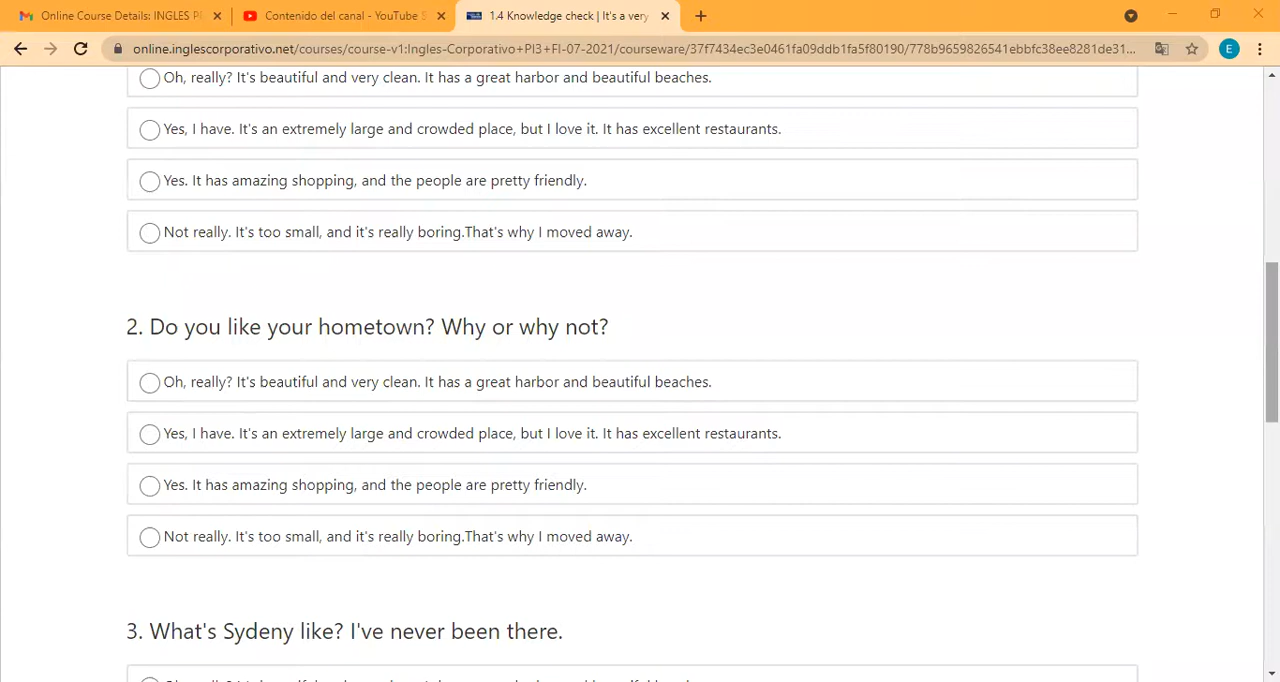 Online Course Details: INGLES P
Contenido del canal - YouTube S
1.4 Knowledge check | It's a very
online.inglescorporativo.net/courses/course-v1:Ingles-Corporativo+PI3+FI-07-2021/courseware/37f7434ec3e0461fa09ddb1fa5f80190/778b9659826541ebbfc38ee8281de31...
E
Oh, really? It's beautiful and very clean. It has a great harbor and beautiful beaches.
Yes, I have. It's an extremely large and crowded place, but I love it. It has excellent restaurants.
Yes. It has amazing shopping, and the people are pretty friendly.
Not really. It's too small, and it's really boring.That's why I moved away.
2. Do you like your hometown? Why or why not?
Oh, really? It's beautiful and very clean. It has a great harbor and beautiful beaches.
Yes, I have. It's an extremely large and crowded place, but I love it. It has excellent restaurants.
Yes. It has amazing shopping, and the people are pretty friendly.
Not really. It's too small, and it's really boring.That's why I moved away.
3. What's Sydeny like? I've never been there.